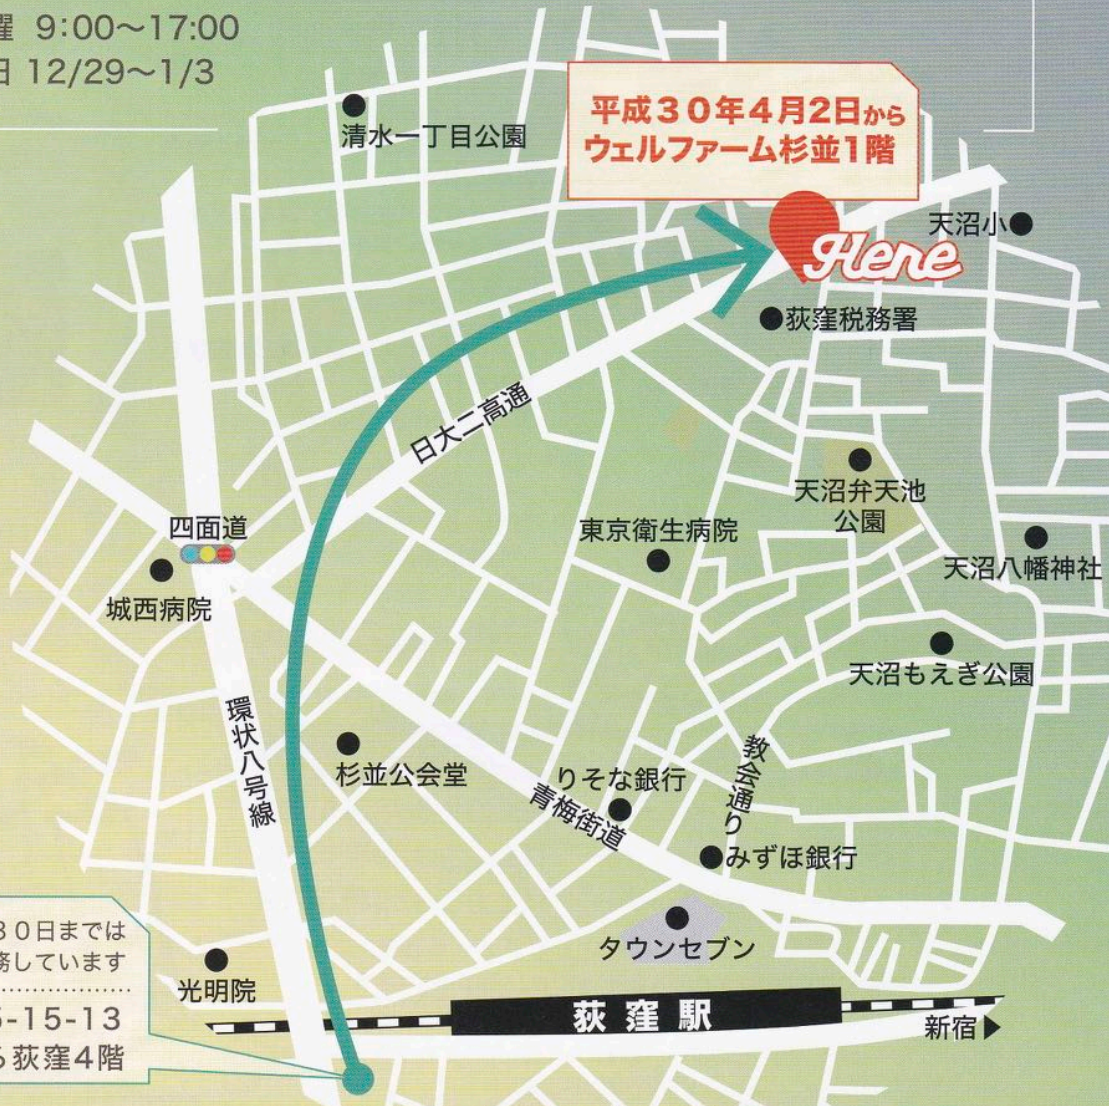 曜 9:00〜17:00
日 12/29〜1/3
清水一丁目公園
平成30年4月2日から
ウェルファーム杉並1階
Here
天沼小
荻窪税務署
日大二高通
四面道
城西病院
東京衛生病院
天沼弁天池
公園
天沼八幡神社
天沼もえぎ公園
環状八号線
杉並公会堂
りそな銀行
青梅街道
教会通り
みずほ銀行
タウンセブン
30日までは
務しています
5-15-13
ら荻窪4階
光明院
荻窪駅
新宿▶